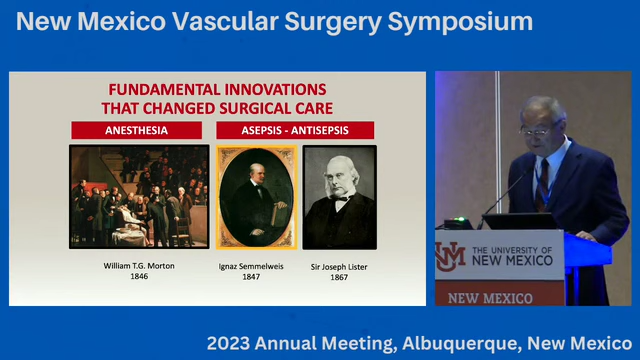 New Mexico Vascular Surgery Symposium
FUNDAMENTAL INNOVATIONS
THAT CHANGED SURGICAL CARE
ANESTHESIA
ASEPSIS - ANTISEPSIS
William T.G. Morton
1846
Ignaz Semmelweis
1847
Sir Joseph Lister
1867
THE UNIVERSITY OF
NEW MEXICO
NEW MEXICO
2023 Annual Meeting, Albuquerque, New Mexico